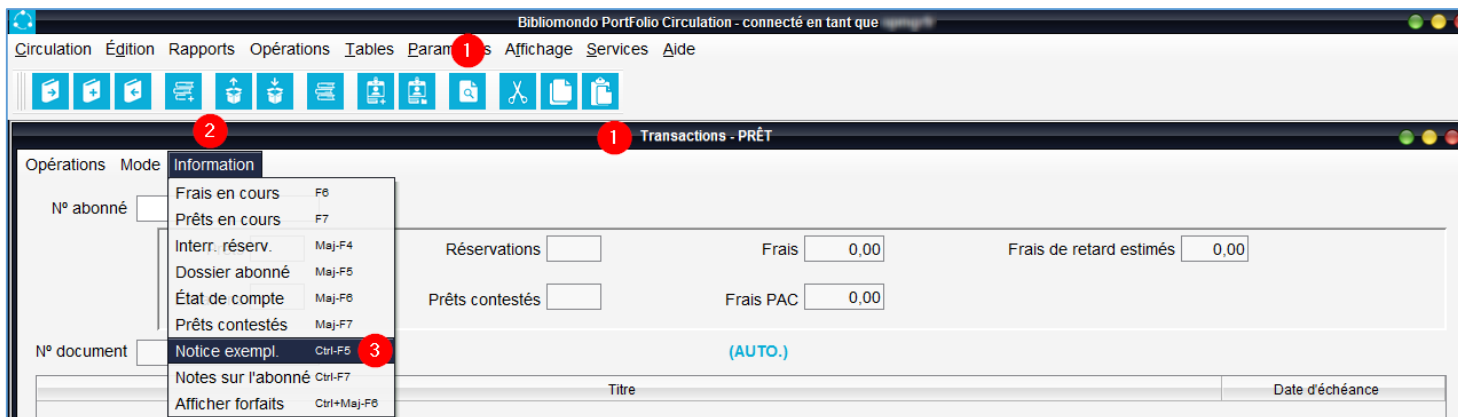 Bibliomondo PortFolio Circulation - connecté en tant que
Circulation Édition Rapports Opérations Tables Param 1 s Affichage Services Aide
2
1 Transactions - PRÊT
Opérations Mode Information
Frais en cours F6
Nº abonné
Prêts en cours F7
Interr. réserv. Maj-F4 Réservations Frais 0,00 Frais de retard estimés 0,00
Dossier abonné Maj-F5
État de compte Maj-F6 Prêts contestés Frais PAC 0,00
Prêts contestés Maj-F7
Nº document Notice exempl. Ctrl-F5 3 (AUTO.)
Notes sur l'abonné Ctrl-F7
Titre Date d'échéance
Afficher forfaits Ctrl+Maj-F6